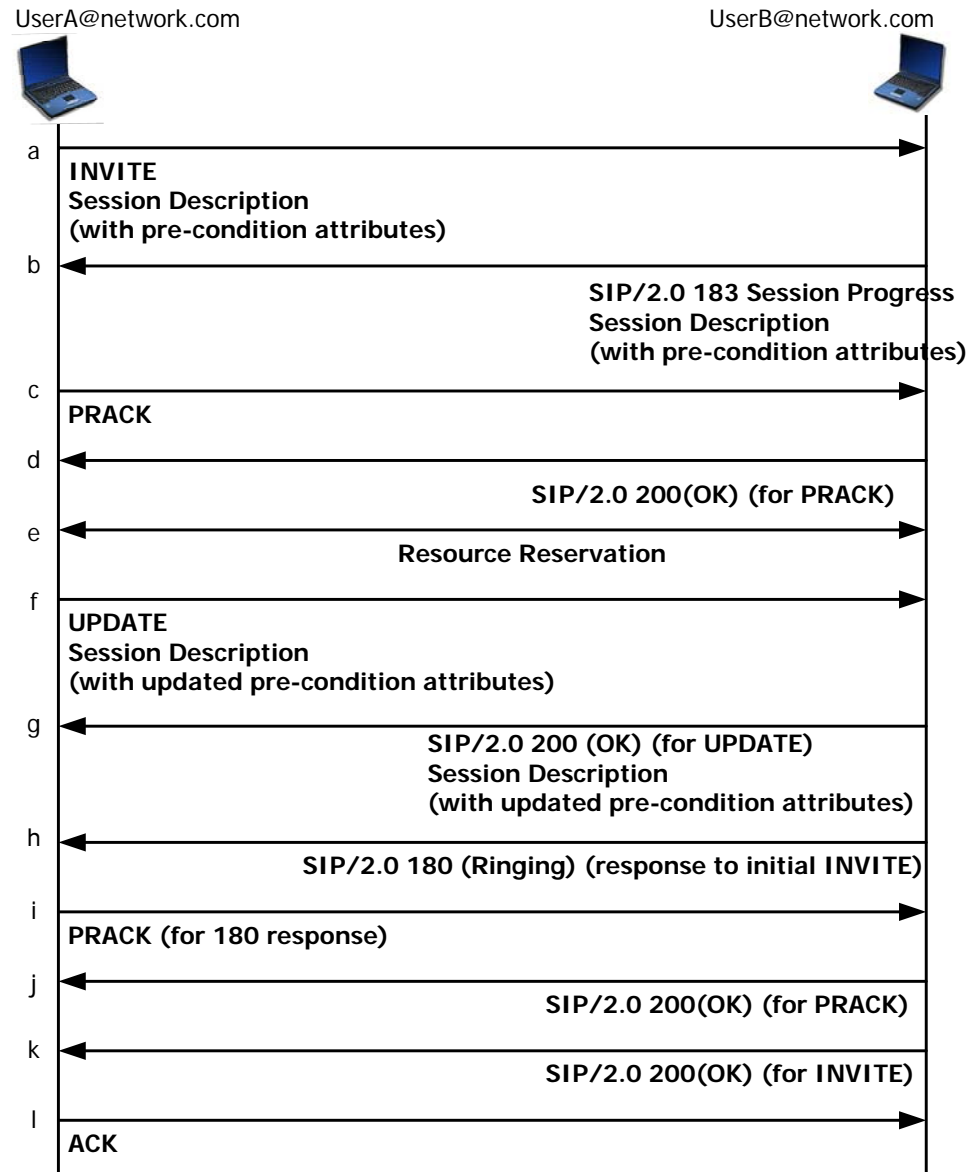 UserA@network.com
UserB@network.com
a
INVITE
Session Description
(with pre-condition attributes)
b
SIP/2.0 183 Session Progress
Session Description
(with pre-condition attributes)
c
PRACK
d
SIP/2.0 200(OK) (for PRACK)
e
Resource Reservation
f
UPDATE
Session Description
(with updated pre-condition attributes)
g
SIP/2.0 200 (OK) (for UPDATE)
Session Description
(with updated pre-condition attributes)
h
SIP/2.0 180 (Ringing) (response to initial INVITE)
i
PRACK (for 180 response)
j
SIP/2.0 200(OK) (for PRACK)
k
SIP/2.0 200(OK) (for INVITE)
l
ACK